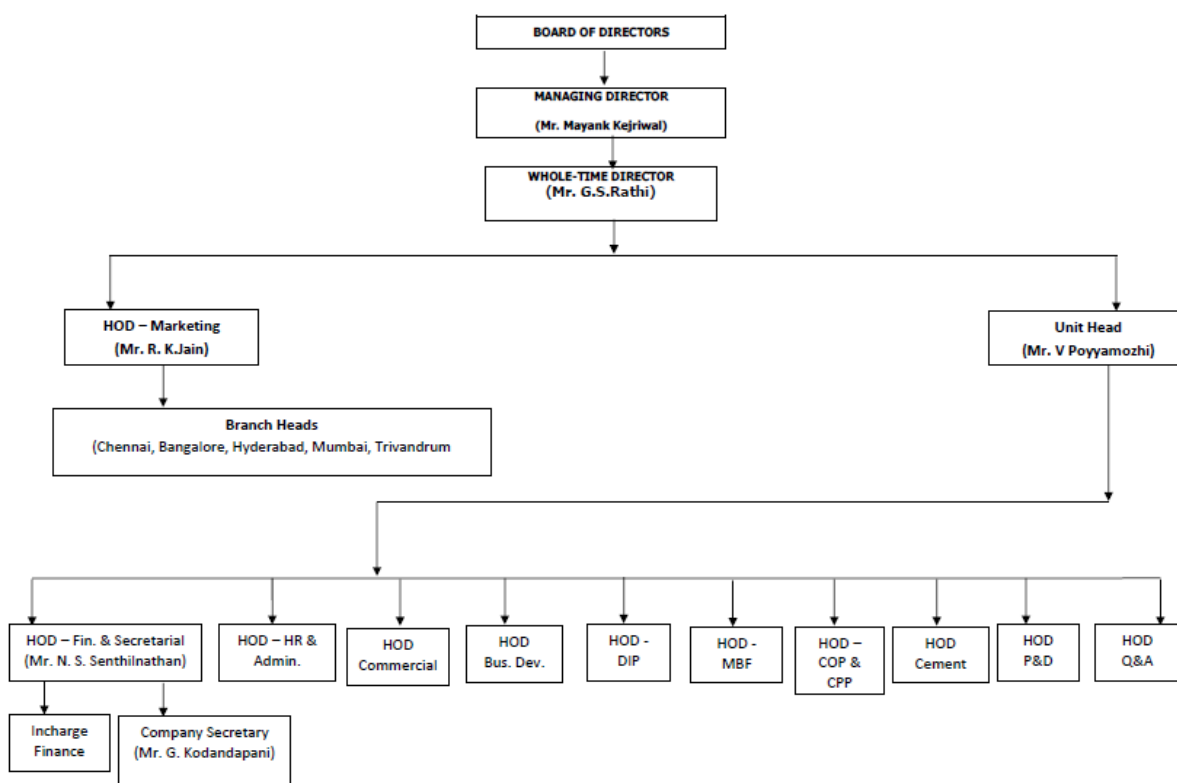 BOARD OF DIRECTORS
MANAGING DIRECTOR
(Mr. Mayank Kejriwal)
WHOLE-TIME DIRECTOR
(Mr. G.S.Rathi)
HOD – Marketing
(Mr. R. K.Jain)
Unit Head
(Mr. V Poyyamozhi)
Branch Heads
(Chennai, Bangalore, Hyderabad, Mumbai, Trivandrum
HOD – Fin. & Secretarial
(Mr. N. S. Senthilnathan)
HOD – HR &
Admin.
HOD
Commercial
HOD
Bus. Dev.
HOD -
DIP
HOD -
MBF
HOD –
COP &
CPP
HOD
Cement
HOD
P&D
HOD
Q&A
Incharge
Finance
Company Secretary
(Mr. G. Kodandapani)